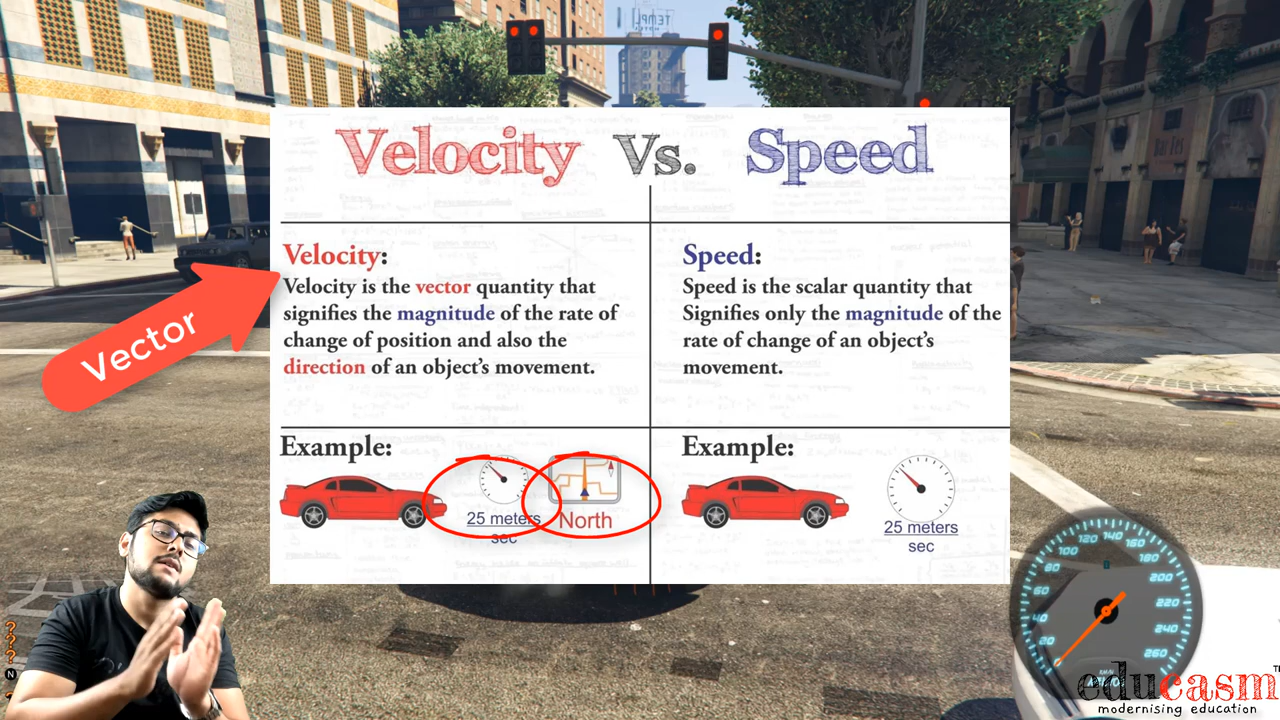 TEMPL
Velocity Vs. Speed
Velocity:
Velocity is the vector quantity that
signifies the magnitude of the rate of
change of position and also the
direction of an object's movement.
Speed:
Speed is the scalar quantity that
Signifies only the magnitude of the
rate of change of an object's
movement.
Vector
Example:
25 meters
sec
North
Example:
25 meters
sec
20
40
60
80
100
120
140
160
180
200
220
240
260
?
?
?
N
educasm
TM
modernising education